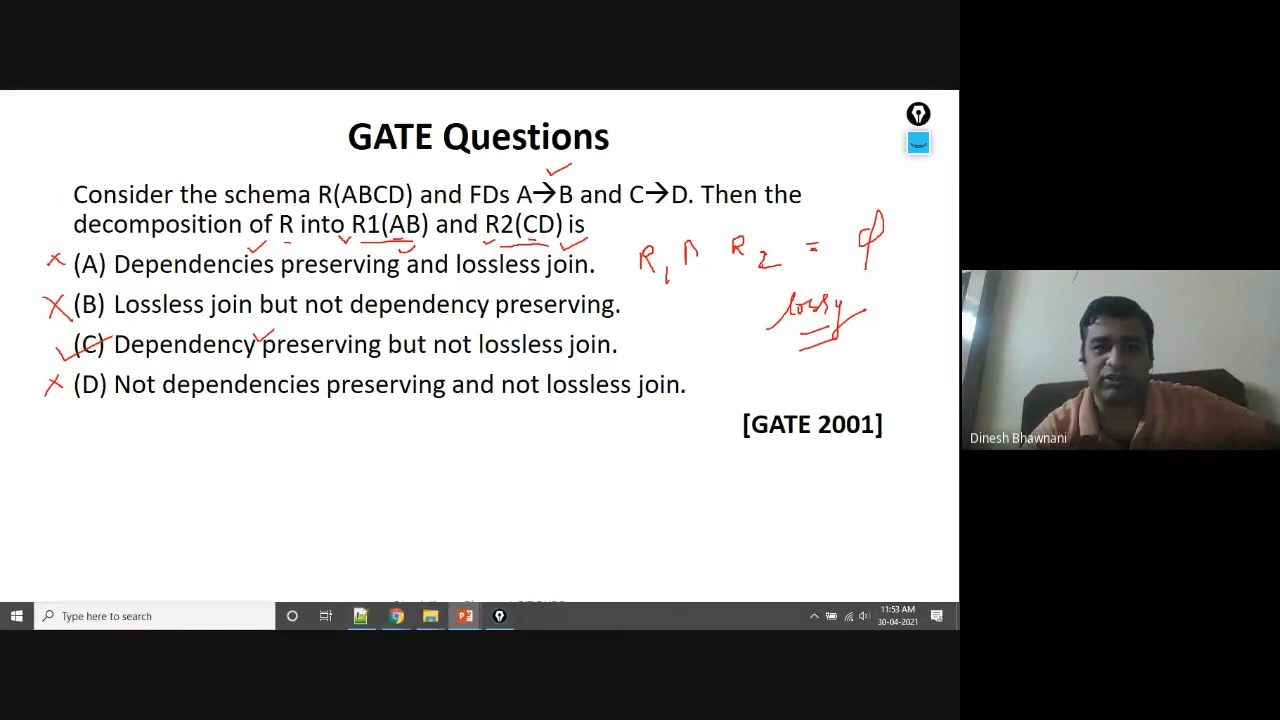 GATE Questions
Consider the schema R(ABCD) and FDs A→B and C→D. Then the
decomposition of R into R1(AB) and R2(CD) is
(A) Dependencies preserving and lossless join.
(B) Lossless join but not dependency preserving.
(C) Dependency preserving but not lossless join.
(D) Not dependencies preserving and not lossless join.
[GATE 2001]
R1 ∩ R2 = φ
lossy
Dinesh Bhawnani
Type here to search
11:53 AM
30-04-2021